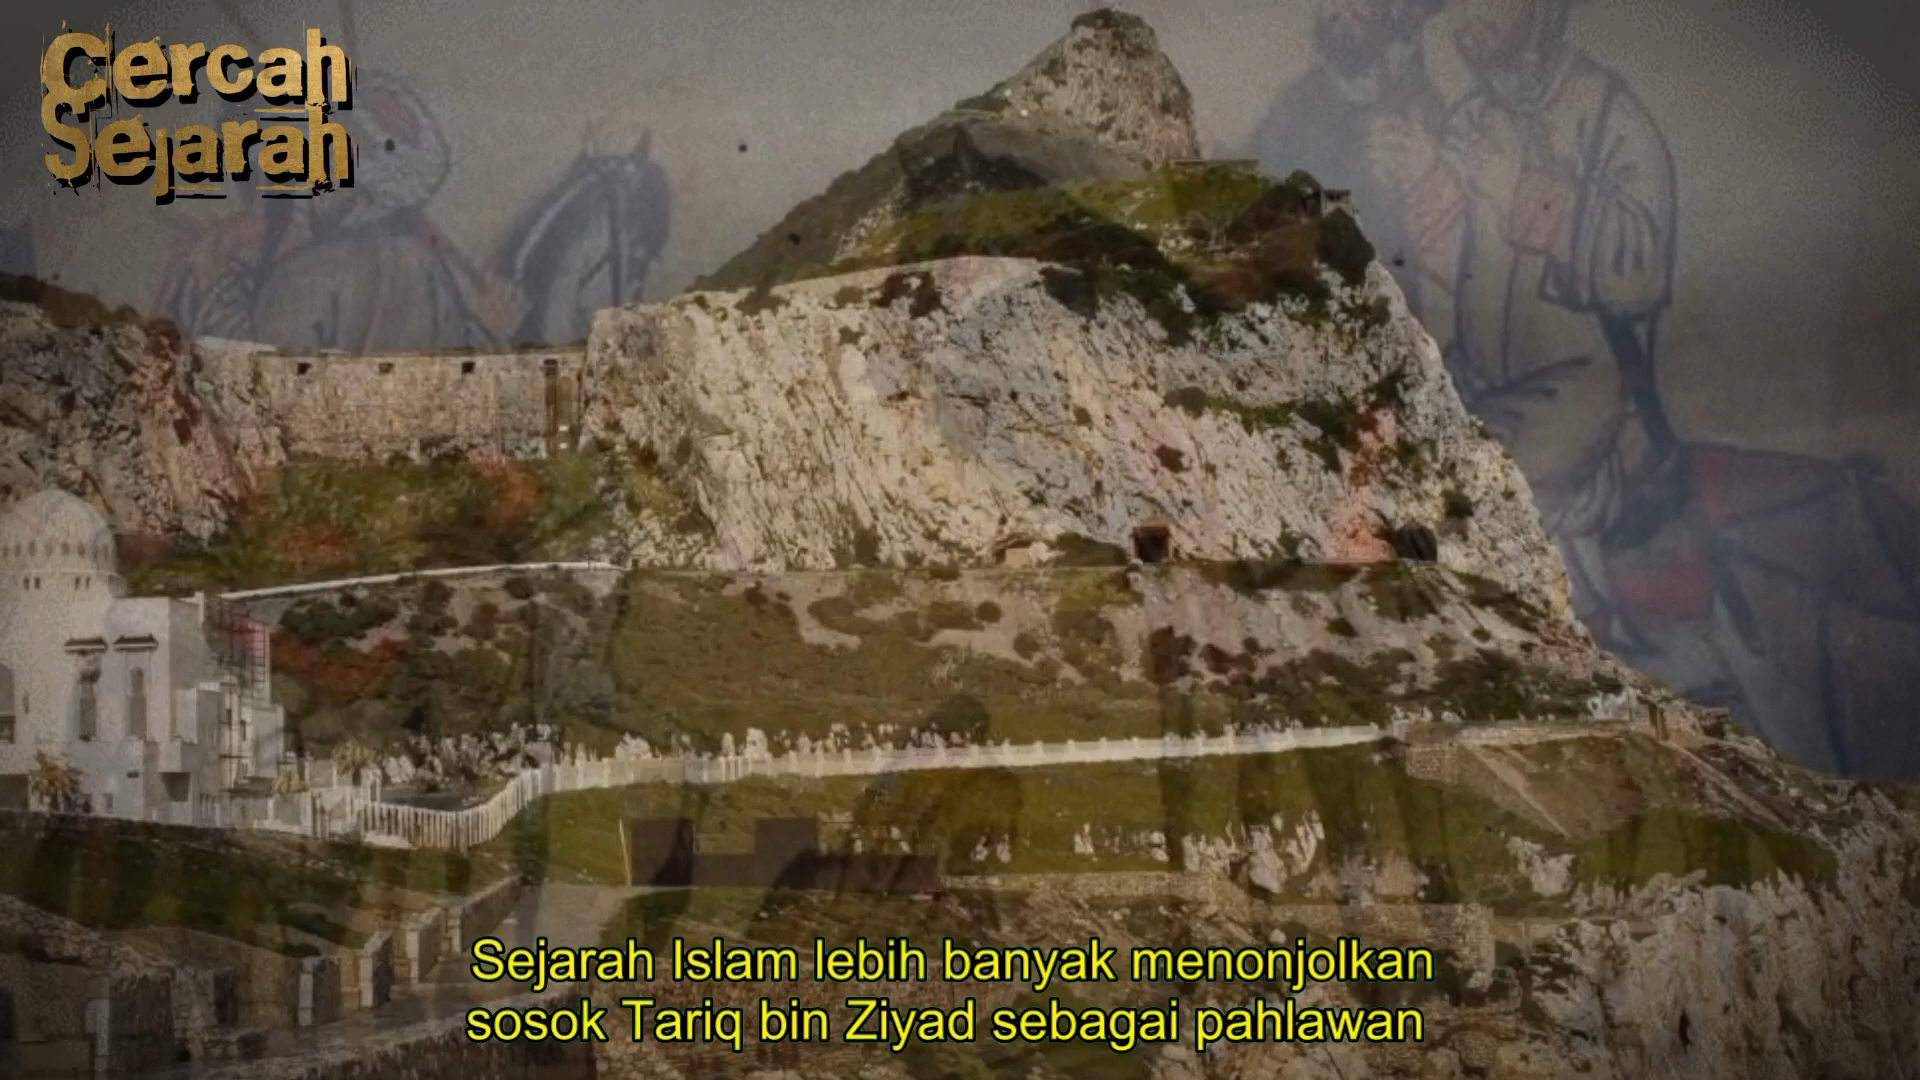 Cercah
Sejarah
Sejarah Islam lebih banyak menonjolkan
sosok Tariq bin Ziyad sebagai pahlawan